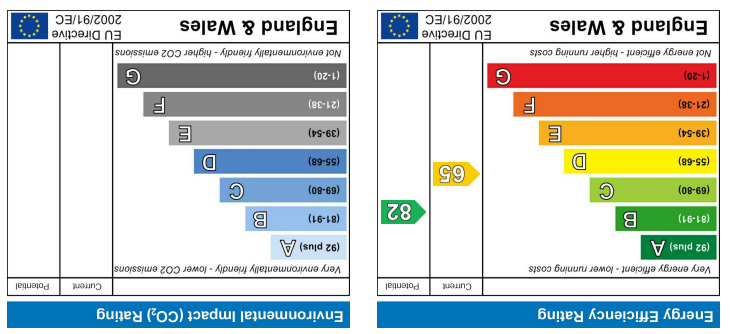 Energy Efficiency Rating
Current Potential
Very energy efficient - lower running costs
(92 plus) A
(81-91) B
(69-80) C
(55-68) D
(39-54) E
(21-38) F
(1-20) G
Not energy efficient - higher running costs
65
82
England & Wales
EU Directive
2002/91/EC
Environmental Impact (CO₂) Rating
Current Potential
Very environmentally friendly - lower CO2 emissions
(92 plus) A
(81-91) B
(69-80) C
(55-68) D
(39-54) E
(21-38) F
(1-20) G
Not environmentally friendly - higher CO2 emissions
England & Wales
EU Directive
2002/91/EC